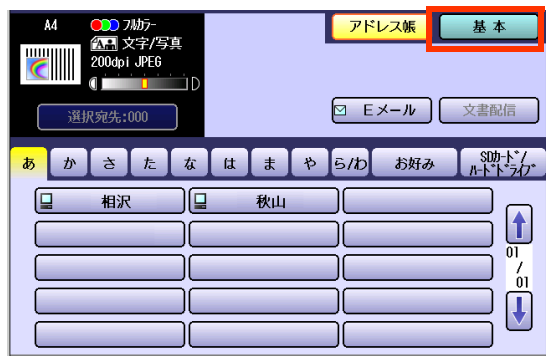 A4 フルカラー アドレス帳 基 本
文字/写真
200dpi JPEG
D
選択宛先:000 Eメール 文書配信
あ か さ た な は ま や ら/わ お好み SDカード/
ハードドライブ
相沢 秋山
01
/
01